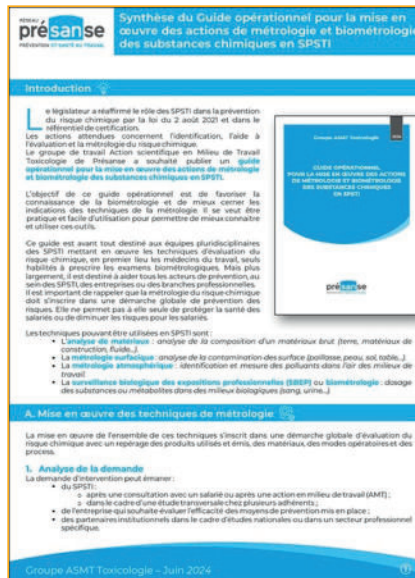 RÉSEAU
présanse
PRÉVENTION ET SANTÉ AU TRAVAIL
Synthèse du Guide opérationnel pour la mise en
œuvre des actions de métrologie et biométrologie
des substances chimiques en SPSTI
Introduction
Le législateur a réaffirmé le rôle des SPSTI dans la prévention
du risque chimique par la loi du 2 août 2021 et dans le
référentiel de certification.
Les actions attendues concernent l'identification, l'aide à
l'évaluation et la métrologie du risque chimique.
Le groupe de travail Action scientifique en Milieu de Travail
Toxicologie de Présanse a souhaité publier un guide
opérationnel pour la mise en œuvre des actions de métrologie
et biométrologie des substances chimiques en SPSTI.
L'objectif de ce guide opérationnel est de favoriser la
connaissance de la biométrologie et de mieux cerner les
indications des techniques de la métrologie. Il se veut être
pratique et facile d'utilisation pour permettre de mieux connaitre
et utiliser ces outils.
Ce guide est avant tout destiné aux équipes pluridisciplinaires
des SPSTI mettant en œuvre les techniques d'évaluation du
risque chimique, en premier lieu les médecins du travail, seuls
habilités à prescrire les examens biométrologiques. Mais plus
largement, il est destiné à aider tous les acteurs de prévention, au
sein des SPSTI, des entreprises ou des branches professionnelles.
Il est important de rappeler que la métrologie du risque chimique
doit s'inscrire dans une démarche globale de prévention des
risques. Elle ne permet pas à elle seule de protéger la santé des
salariés ou de diminuer les risques pour les salariés.
Groupe ASMT Toxicologie
GUIDE OPÉRATIONNEL
POUR LA MISE EN ŒUVRE DES ACTIONS
DE MÉTROLOGIE ET BIOMÉTROLOGIE
DES SUBSTANCES CHIMIQUES
EN SPSTI
présanse
Les techniques pouvant être utilisées en SPSTI sont :
• L'analyse de matériaux : analyse de la composition d'un matériaux brut (terre, matériaux de
construction, fluide...).
• La métrologie surfacique : analyse de la contamination des surface (paillasse, peau, sol, table...).
• La métrologie atmosphérique : identification et mesure des polluants dans l'air des milieux de
travail.
• La surveillance biologique des expositions professionnelles (SBEP) ou biométrologie : dosage
des substances ou métabolites dans des milieux biologiques (sang, urine...)
A. Mise en œuvre des techniques de métrologie
La mise en œuvre de l'ensemble de ces techniques s'inscrit dans une démarche globale d'évaluation du
risque chimique avec un repérage des produits utilisés et émis, des matériaux, des modes opératoires et des
process.
1. Analyse de la demande
La demande d'intervention peut émaner :
• du SPSTI :
o après une consultation avec un salarié ou après une action en milieu de travail (AMT) ;
o dans le cadre d'une étude transversale chez plusieurs adhérents ;
• de l'entreprise qui souhaite évaluer l'efficacité des moyens de prévention mis en place ;
• des partenaires institutionnels dans le cadre d'études nationales ou dans un secteur professionnel
spécifique.
Groupe ASMT Toxicologie – Juin 2024